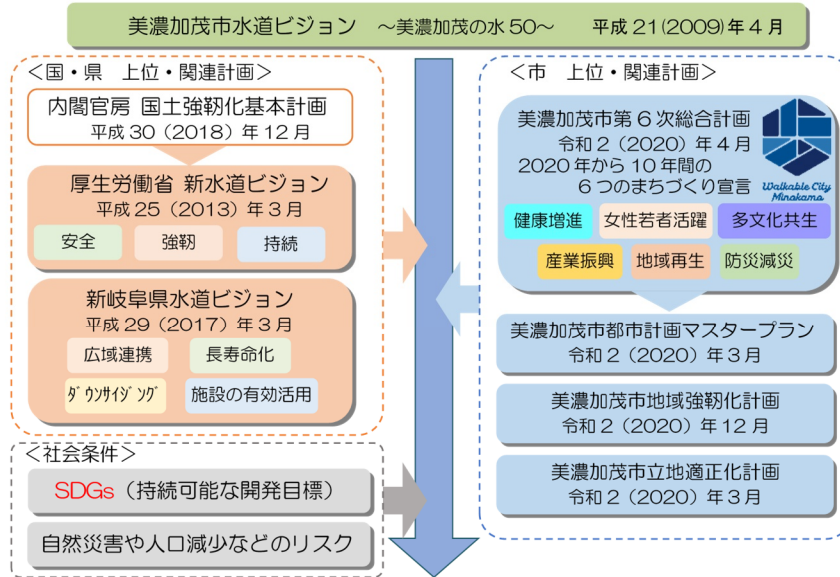 美濃加茂市水道ビジョン ～美濃加茂の水50～ 平成21(2009)年4月
＜国・県 上位・関連計画＞
内閣官房 国土強靭化基本計画
平成30（2018）年12月
厚生労働省 新水道ビジョン
平成25（2013）年3月
安全
強靭
持続
新岐阜県水道ビジョン
平成29（2017）年3月
広域連携
長寿命化
ﾀﾞｳﾝｻｲｼﾞﾝｸﾞ
施設の有効活用
＜社会条件＞
SDGs（持続可能な開発目標）
自然災害や人口減少などのリスク
＜市 上位・関連計画＞
美濃加茂市第6次総合計画
令和2（2020）年4月
2020年から10年間の
6つのまちづくり宣言
Walkable City
Minokamo
健康増進
女性若者活躍
多文化共生
産業振興
地域再生
防災減災
美濃加茂市都市計画マスタープラン
令和2（2020）年3月
美濃加茂市地域強靭化計画
令和2（2020）年12月
美濃加茂市立地適正化計画
令和2（2020）年3月